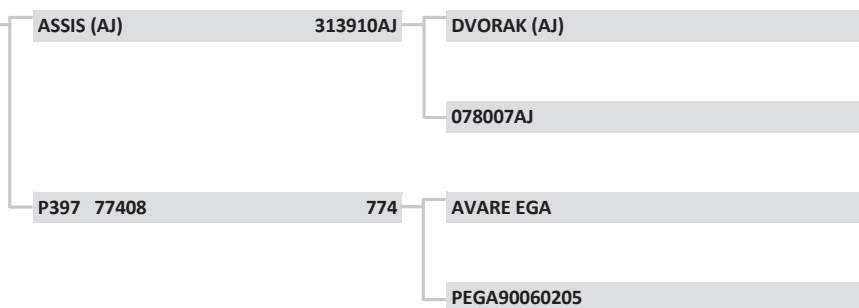 ASSIS (AJ) 313910AJ DVORAK (AJ)
078007AJ
P397 77408 774 AVARE EGA
PEGA90060205